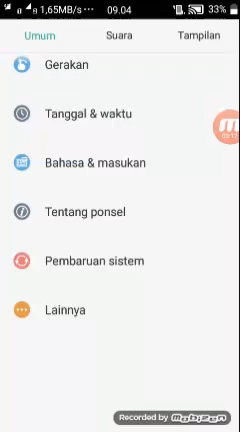 1,65MB/s··· 09.04 33%
Umum Suara Tampilan
Gerakan
Tanggal & waktu
Bahasa & masukan
Tentang ponsel
Pembaruan sistem
Lainnya
Recorded by mobizen